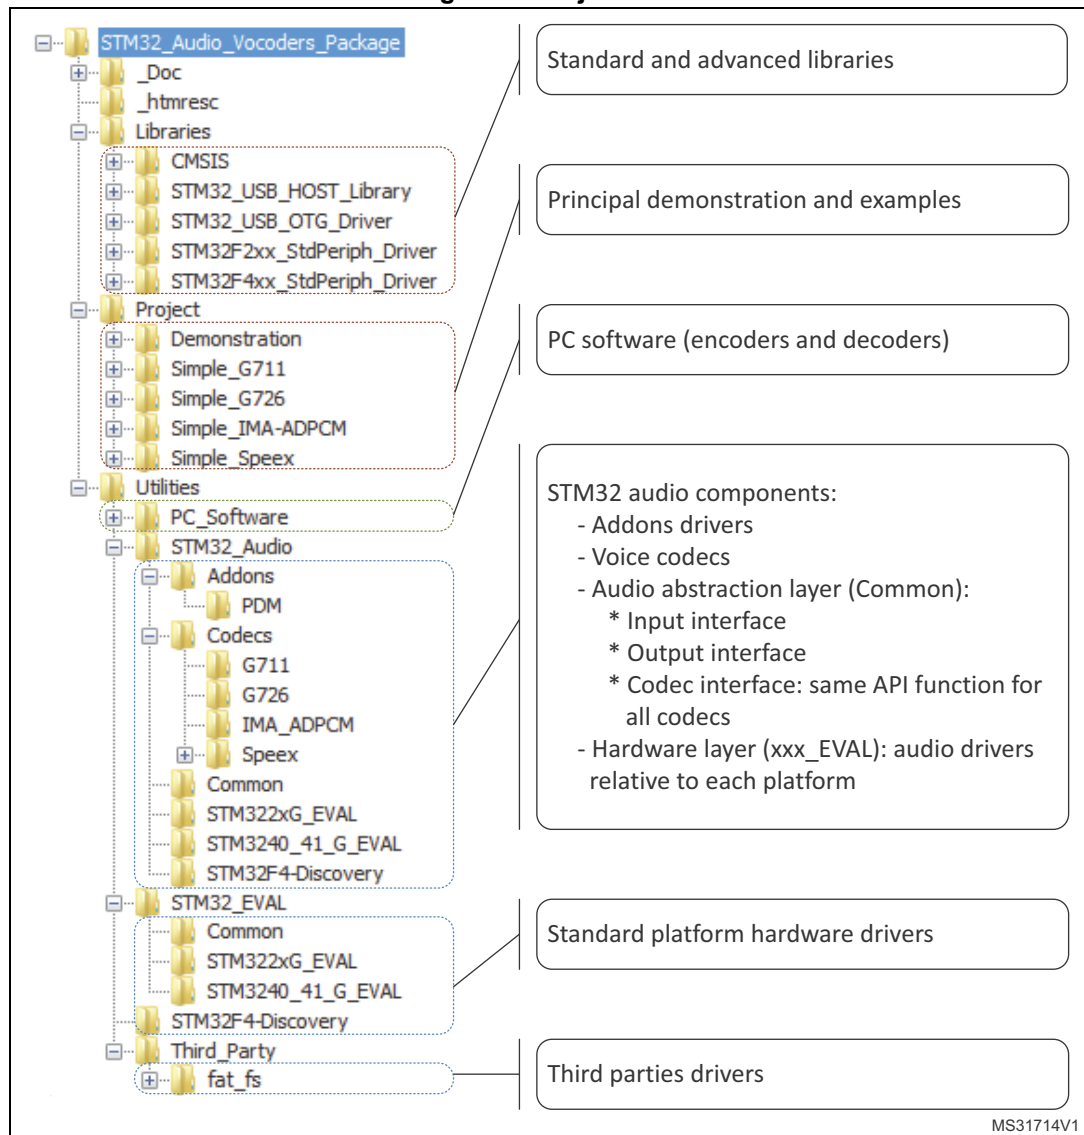 STM32_Audio_Vocoders_Package
_Doc
_htmresc
Libraries
CMSIS
STM32_USB_HOST_Library
STM32_USB_OTG_Driver
STM32F2xx_StdPeriph_Driver
STM32F4xx_StdPeriph_Driver
Project
Demonstration
Simple_G711
Simple_G726
Simple_IMA-ADPCM
Simple_Speex
Utilities
PC_Software
STM32_Audio
Addons
PDM
Codecs
G711
G726
IMA_ADPCM
Speex
Common
STM322xG_EVAL
STM3240_41_G_EVAL
STM32F4-Discovery
STM32_EVAL
Common
STM322xG_EVAL
STM3240_41_G_EVAL
STM32F4-Discovery
Third_Party
fat_fs
Standard and advanced libraries
Principal demonstration and examples
PC software (encoders and decoders)
STM32 audio components:
- Addons drivers
- Voice codecs
- Audio abstraction layer (Common):
* Input interface
* Output interface
* Codec interface: same API function for
all codecs
- Hardware layer (xxx_EVAL): audio drivers
relative to each platform
Standard platform hardware drivers
Third parties drivers
MS31714V1